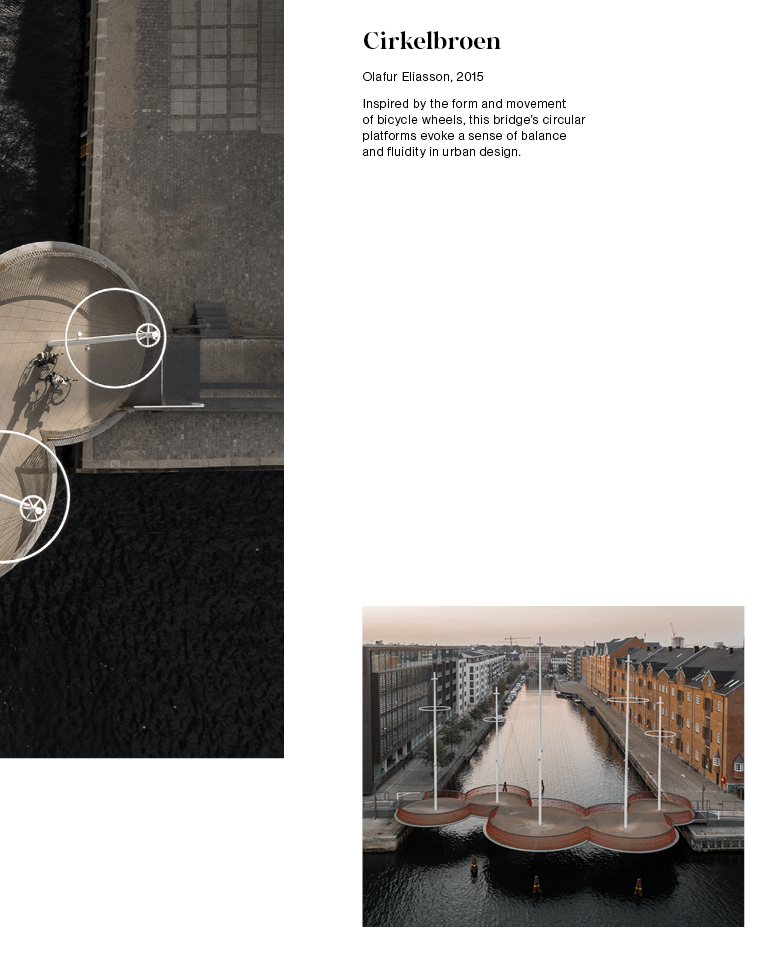 Cirkelbroen
Olafur Eliasson, 2015
Inspired by the form and movement
of bicycle wheels, this bridge’s circular
platforms evoke a sense of balance
and fluidity in urban design.